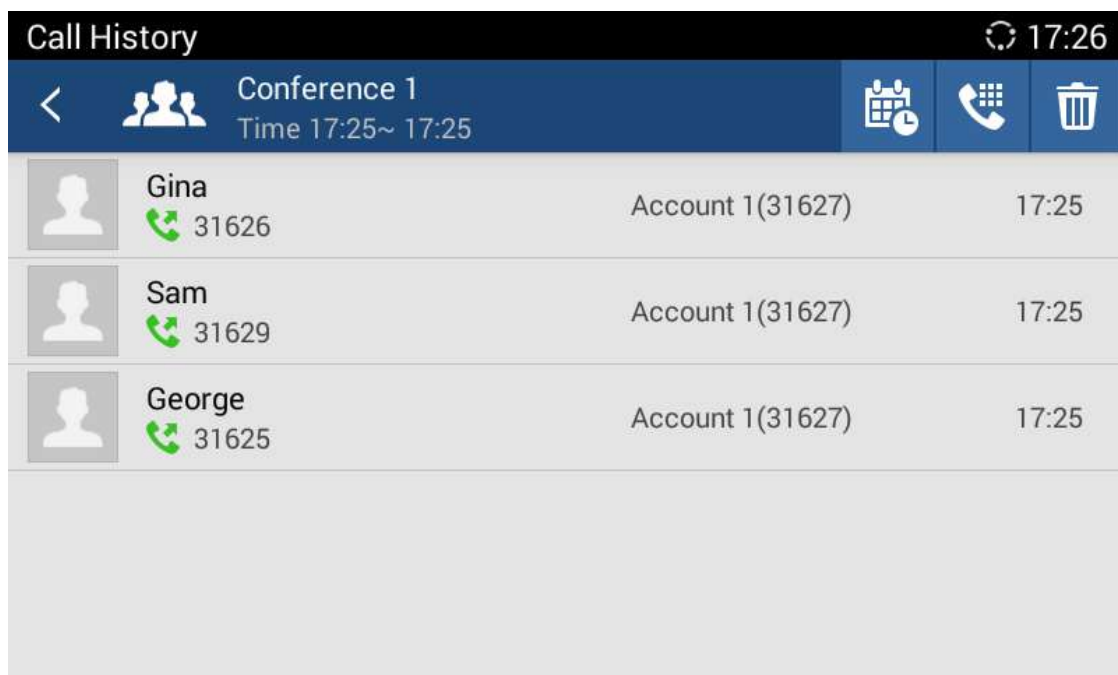 Call History 17:26
Conference 1
Time 17:25~ 17:25
Gina
31626 Account 1(31627) 17:25
Sam
31629 Account 1(31627) 17:25
George
31625 Account 1(31627) 17:25